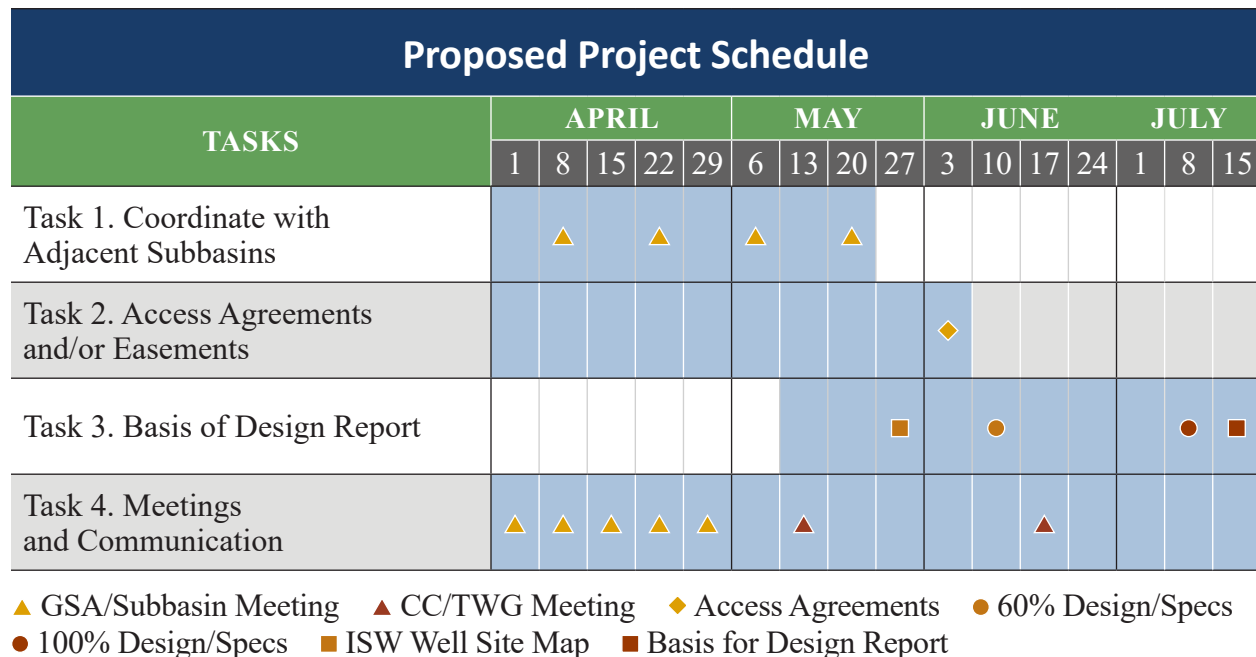 Proposed Project Schedule
TASKS
APRIL MAY JUNE JULY
1 8 15 22 29 6 13 20 27 3 10 17 24 1 8 15
Task 1. Coordinate with
Adjacent Subbasins
Task 2. Access Agreements
and/or Easements
Task 3. Basis of Design Report
Task 4. Meetings
and Communication
GSA/Subbasin Meeting CC/TWG Meeting Access Agreements 60% Design/Specs
100% Design/Specs ISW Well Site Map Basis for Design Report